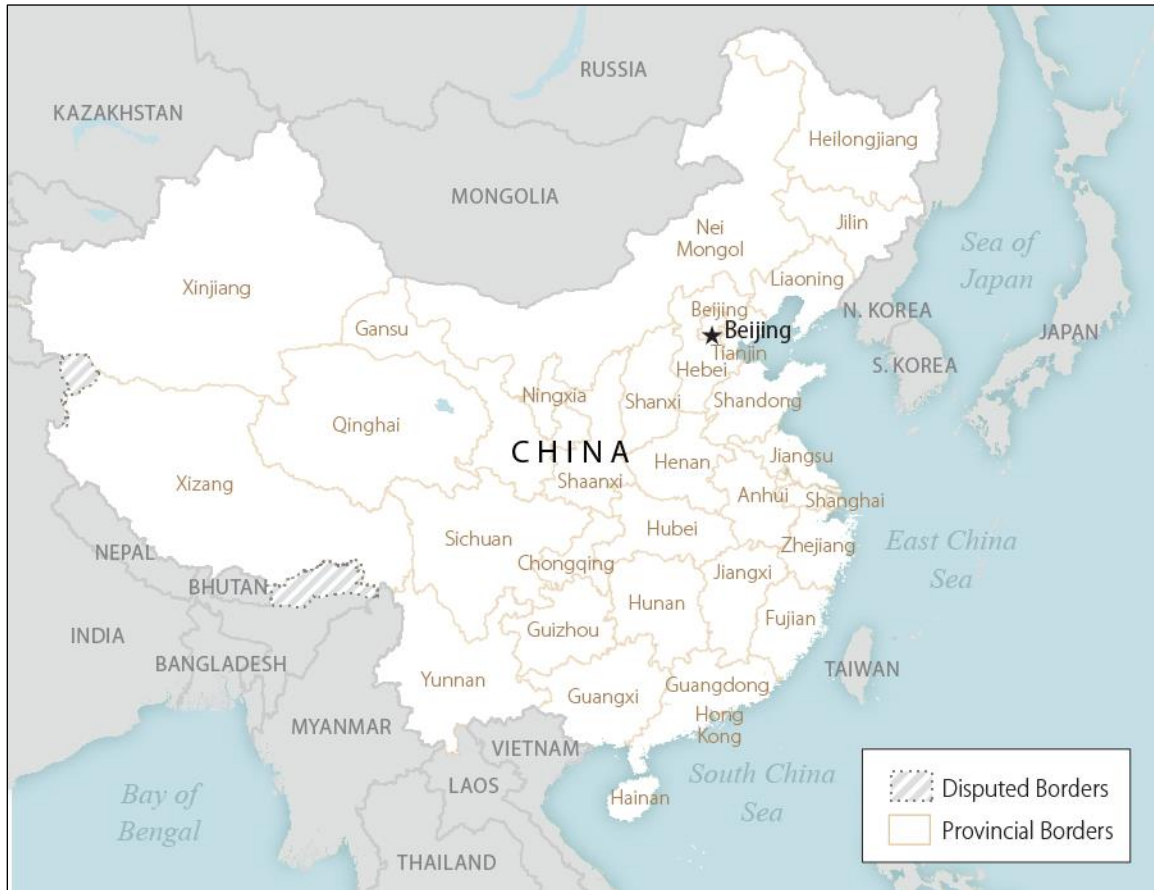 RUSSIA
KAZAKHSTAN
Heilongjiang
MONGOLIA
Jilin
Nei
Mongol
Sea of
Japan
Liaoning
Xinjiang
Beijing
N. KOREA
Gansu
Beijing
JAPAN
Tianjin
S. KOREA
Hebei
Ningxia
Shanxi
Shandong
Qinghai
CHINA
Jiangsu
Henan
Xizang
Shaanxi
Anhui
Shanghai
Hubei
Sichuan
Zhejiang
East China
Sea
NEPAL
Chongqing
Jiangxi
BHUTAN
Hunan
Fujian
INDIA
Guizhou
BANGLADESH
TAIWAN
Yunnan
Guangxi
Guangdong
Hong
Kong
MYANMAR
VIETNAM
South China
Sea
LAOS
Hainan
Bay of
Bengal
THAILAND
Disputed Borders
Provincial Borders